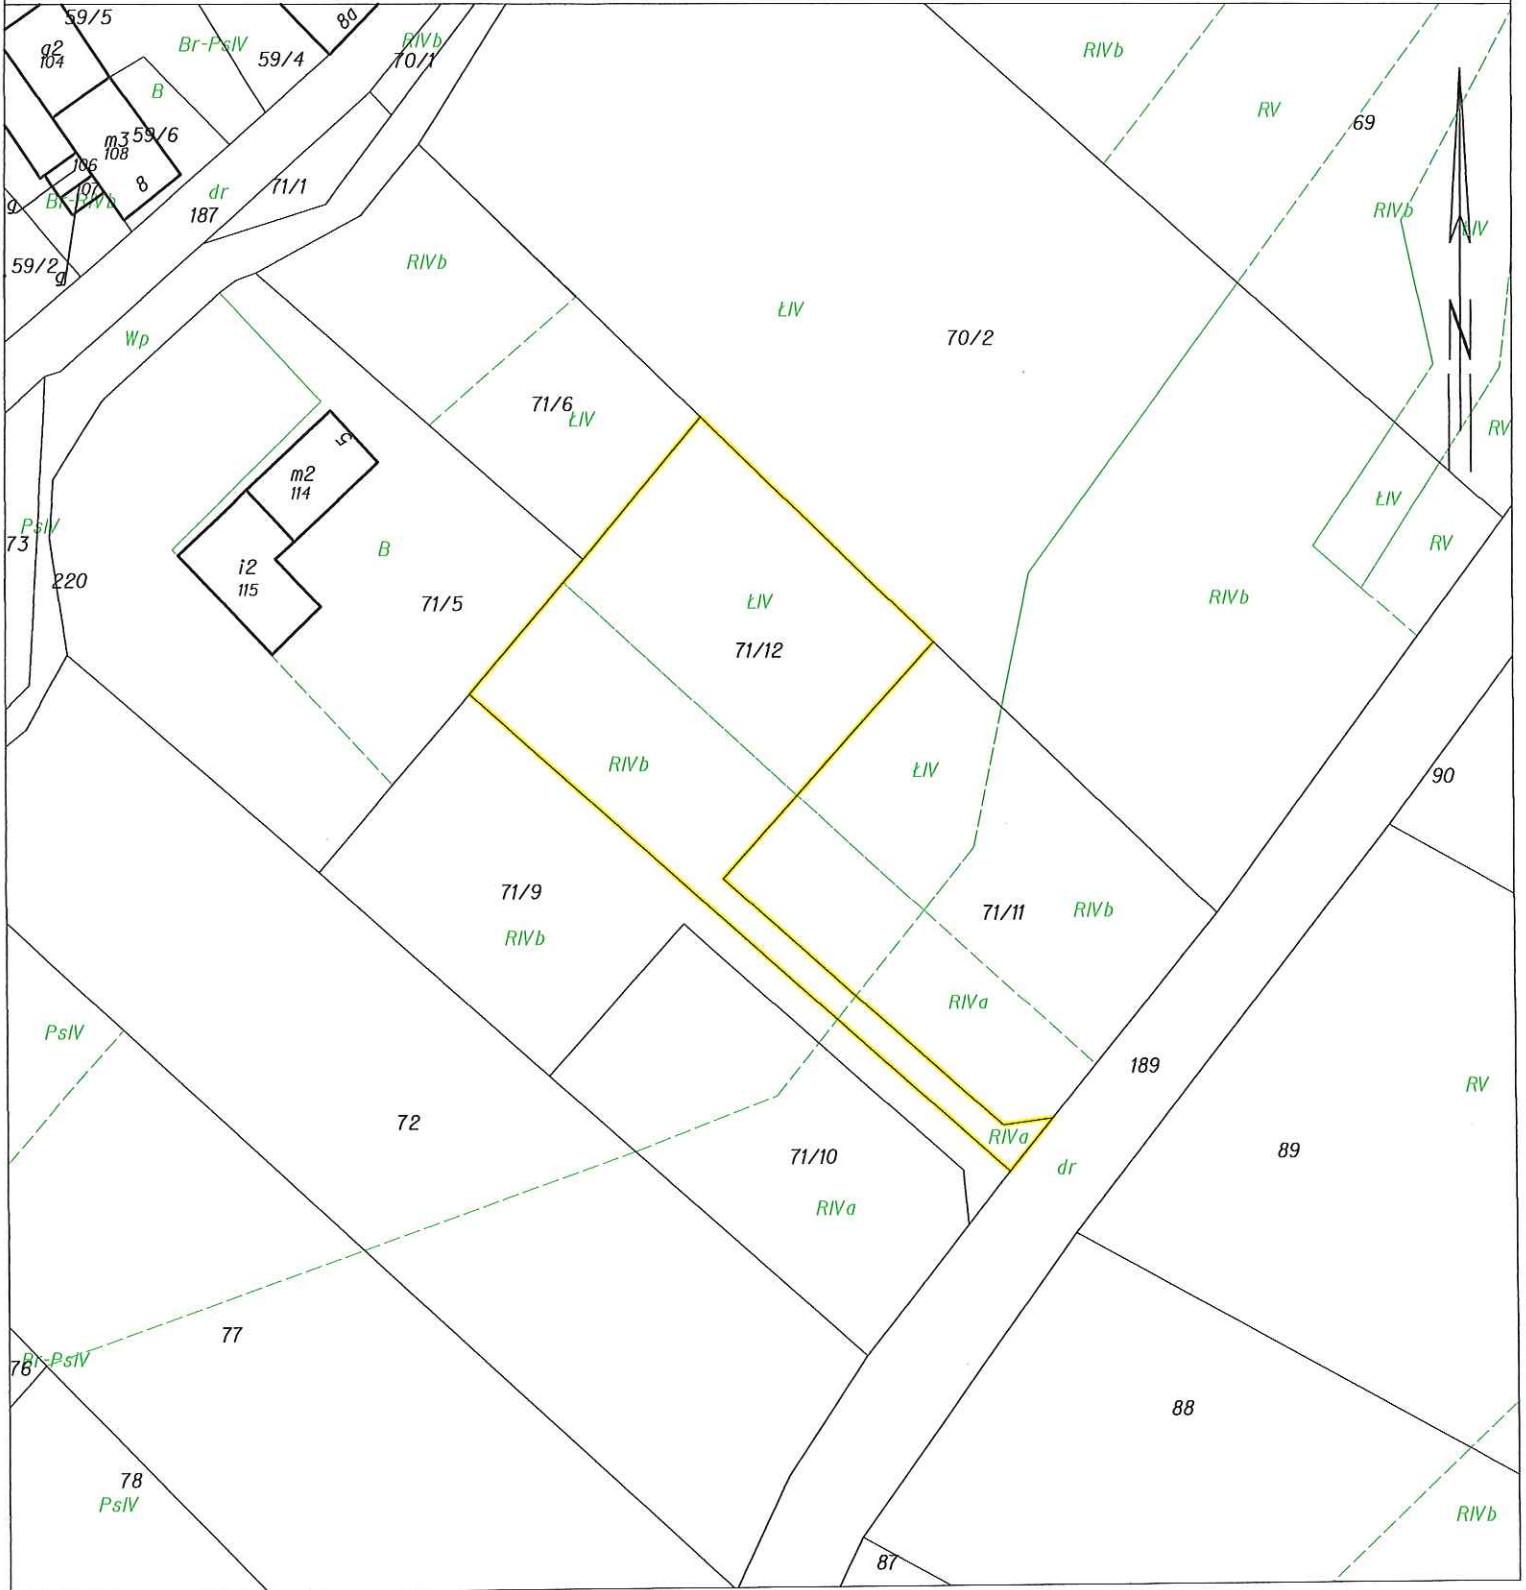 59/5
8a
g2
104
Br-PsIV
59/4
RIVb
70/1
RIVb
B
RV
69
m3
108
59/6
106
107
8
Br-RIVb
g
dr
187
71/1
RIVb
ŁIV
59/2
g
RIVb
N
Wp
ŁIV
70/2
71/6
ŁIV
RV
5
m2
114
ŁIV
PsIV
73
B
RV
i2
115
220
71/5
ŁIV
RIVb
71/12
RIVb
ŁIV
90
71/9
71/11
RIVb
RIVb
RIVa
PsIV
189
RV
72
RIVa
89
71/10
dr
RIVa
77
76
Br-PsIV
88
78
PsIV
RIVb
87